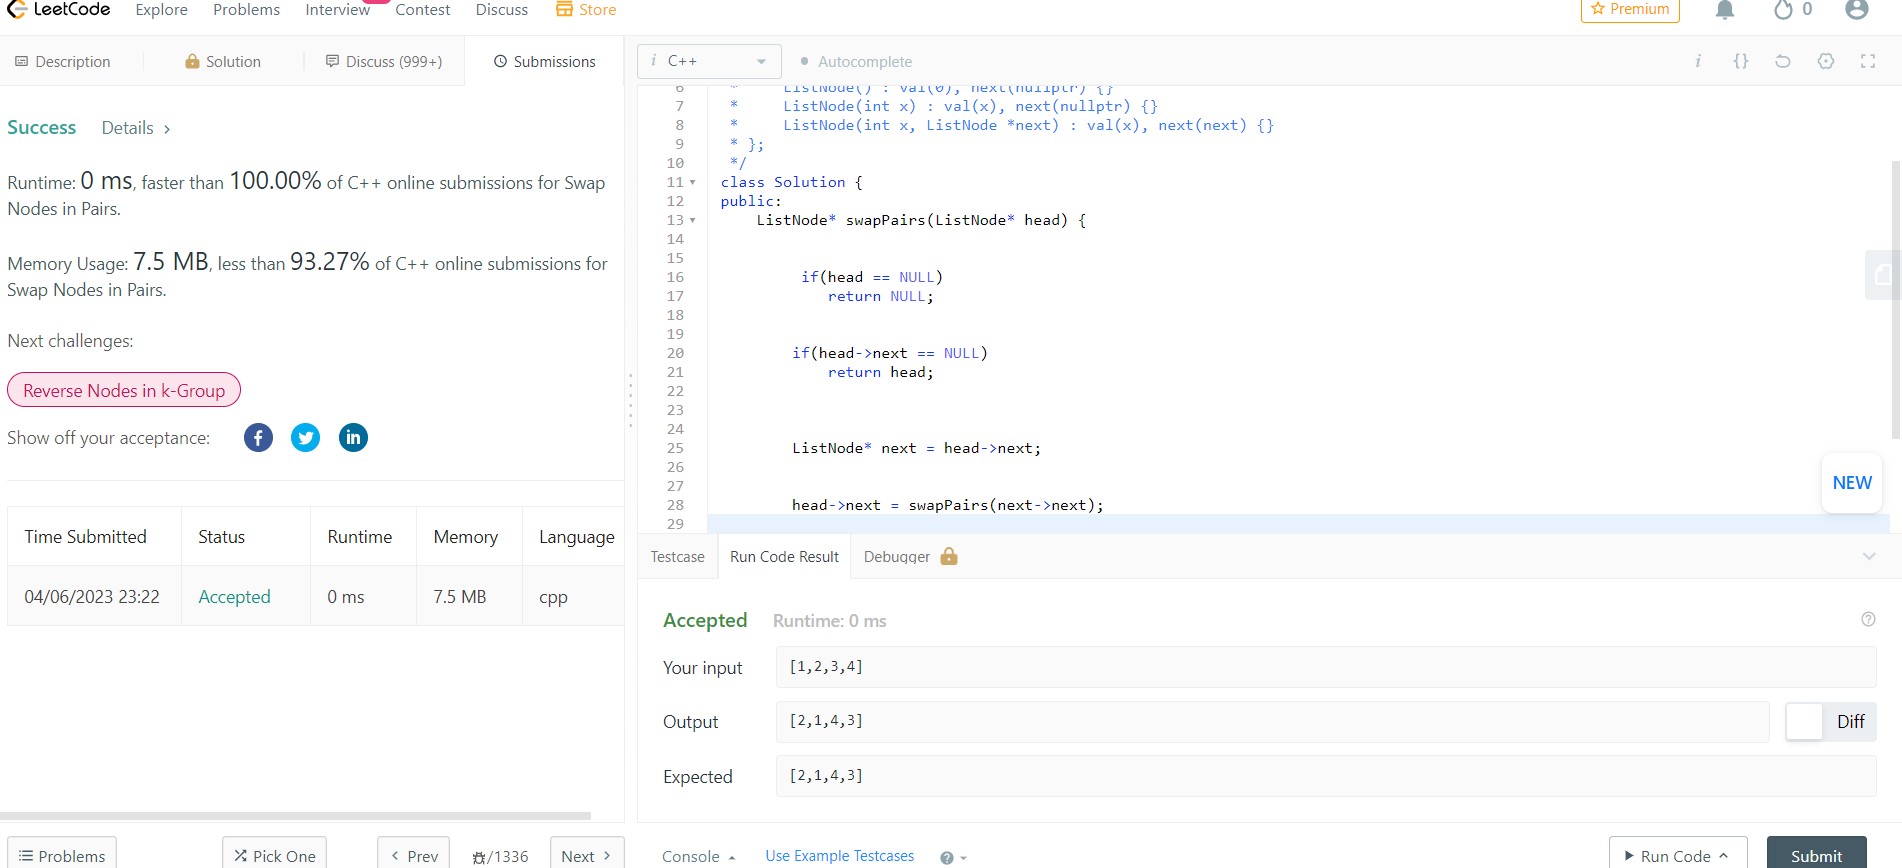 LeetCode Explore Problems Interview Contest Discuss Store Premium 0
Description Solution Discuss (999+) Submissions
Success Details >
Runtime: 0 ms, faster than 100.00% of C++ online submissions for Swap
Nodes in Pairs.
Memory Usage: 7.5 MB, less than 93.27% of C++ online submissions for
Swap Nodes in Pairs.
Next challenges:
Reverse Nodes in k-Group
Show off your acceptance: f in
Time Submitted Status Runtime Memory Language
04/06/2023 23:22 Accepted 0 ms 7.5 MB cpp
Problems Pick One < Prev /1336 Next >
i C++ Autocomplete i {}
6 * ListNode() : val(0), next(nullptr) {}
7 * ListNode(int x) : val(x), next(nullptr) {}
8 * ListNode(int x, ListNode *next) : val(x), next(next) {}
9 * };
10 */
11 class Solution {
12 public:
13 ListNode* swapPairs(ListNode* head) {
14
15
16 if(head == NULL)
17 return NULL;
18
19
20 if(head->next == NULL)
21 return head;
22
23
24
25 ListNode* next = head->next;
26
27
28 head->next = swapPairs(next->next);
29
NEW
Testcase Run Code Result Debugger
Accepted Runtime: 0 ms ?
Your input [1,2,3,4]
Output [2,1,4,3] Diff
Expected [2,1,4,3]
Console Use Example Testcases ? Run Code Submit